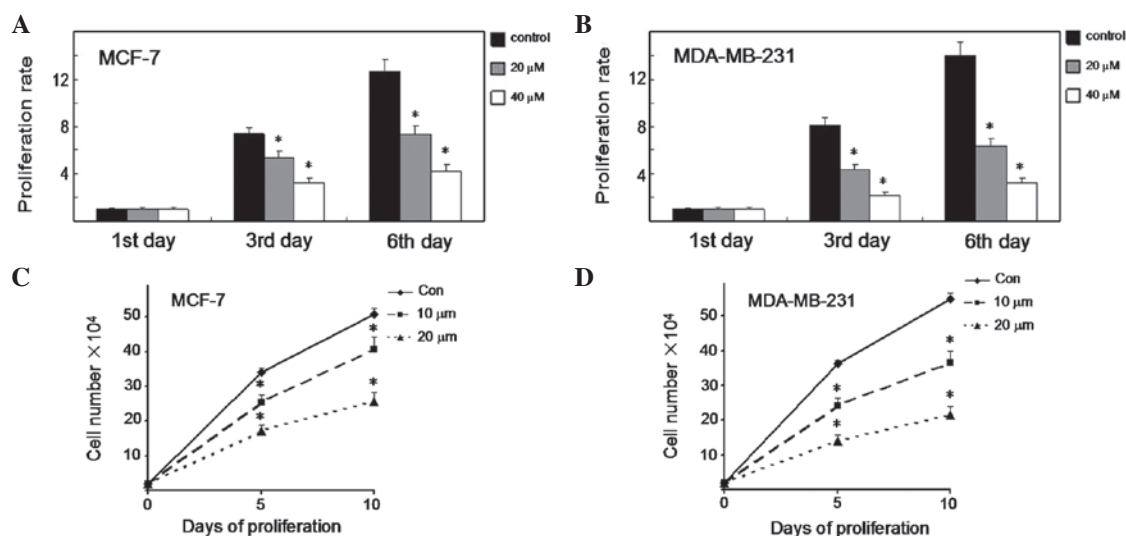 A
MCF-7
Proliferation rate
12
8
4
control
20 μM
40 μM
*
*
*
*
1st day
3rd day
6th day
B
MDA-MB-231
Proliferation rate
12
8
4
control
20 μM
40 μM
*
*
*
*
1st day
3rd day
6th day
C
MCF-7
Cell number ×10⁴
50
40
30
20
10
Con
10 μm
20 μm
*
*
*
*
0
5
10
Days of proliferation
D
MDA-MB-231
Cell number ×10⁴
50
40
30
20
10
Con
10 μm
20 μm
*
*
*
*
0
5
10
Days of proliferation